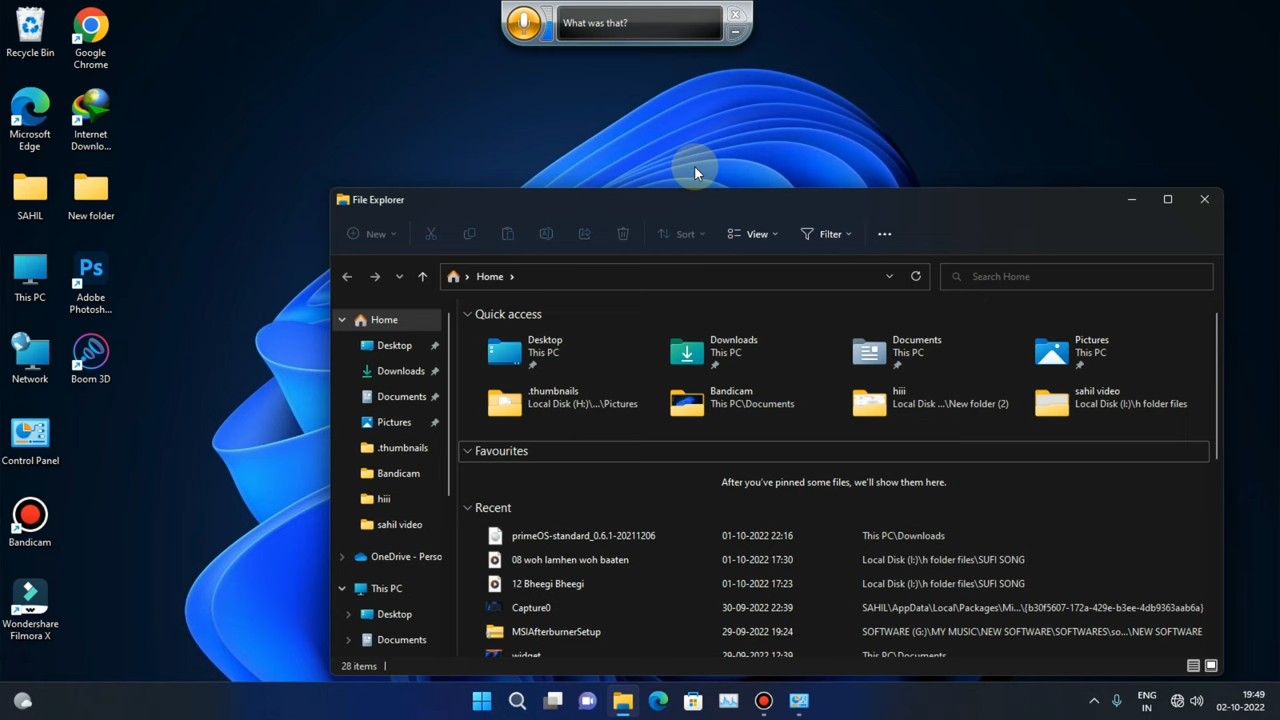 What was that?
Recycle Bin
Google Chrome
Microsoft Edge
Internet Downlo...
SAHIL
New folder
This PC
Ps
Adobe Photosh...
Network
Boom 3D
Control Panel
Bandicam
Wondershare Filmora X
File Explorer
New
Sort
View
Filter
Home
Search Home
Home
Desktop
Downloads
Documents
Pictures
.thumbnails
Bandicam
hiii
sahil video
OneDrive - Perso
This PC
Desktop
Documents
Quick access
Desktop
This PC
Downloads
This PC
Documents
This PC
Pictures
This PC
.thumbnails
Local Disk (H:)\...\Pictures
Bandicam
This PC\Documents
hiii
Local Disk ...\New folder (2)
sahil video
Local Disk (I:)\h folder files
Favourites
After you've pinned some files, we'll show them here.
Recent
primeOS-standard_0.6.1-20211206 01-10-2022 22:16 This PC\Downloads
08 woh lamhen woh baaten 01-10-2022 17:30 Local Disk (I:)\h folder files\SUFI SONG
12 Bheegi Bheegi 01-10-2022 17:23 Local Disk (I:)\h folder files\SUFI SONG
Capture0 30-09-2022 22:39 SAHIL\AppData\Local\Packages\Mi...\{b30f5607-172a-429e-b3ee-4db9363aab6a}
MSIAfterburnerSetup 29-09-2022 19:24 SOFTWARE (G:)\MY MUSIC\NEW SOFTWARE\SOFTWARES\so...\NEW SOFTWARE
widget 29-09-2022 12:39 This PC\Documents
28 items
ENG
IN
19:49
02-10-2022